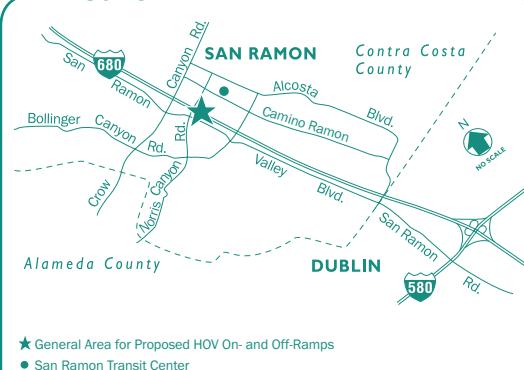 680
San Ramon
Canyon Rd.
SAN RAMON
Contra Costa
County
Alcosta Blvd.
Camino Ramon
Bollinger Canyon Rd.
Rd.
Valley Blvd.
Crow
Norris Canyon
N
NO SCALE
San Ramon Rd.
Alameda County
DUBLIN
580
General Area for Proposed HOV On- and Off-Ramps
San Ramon Transit Center